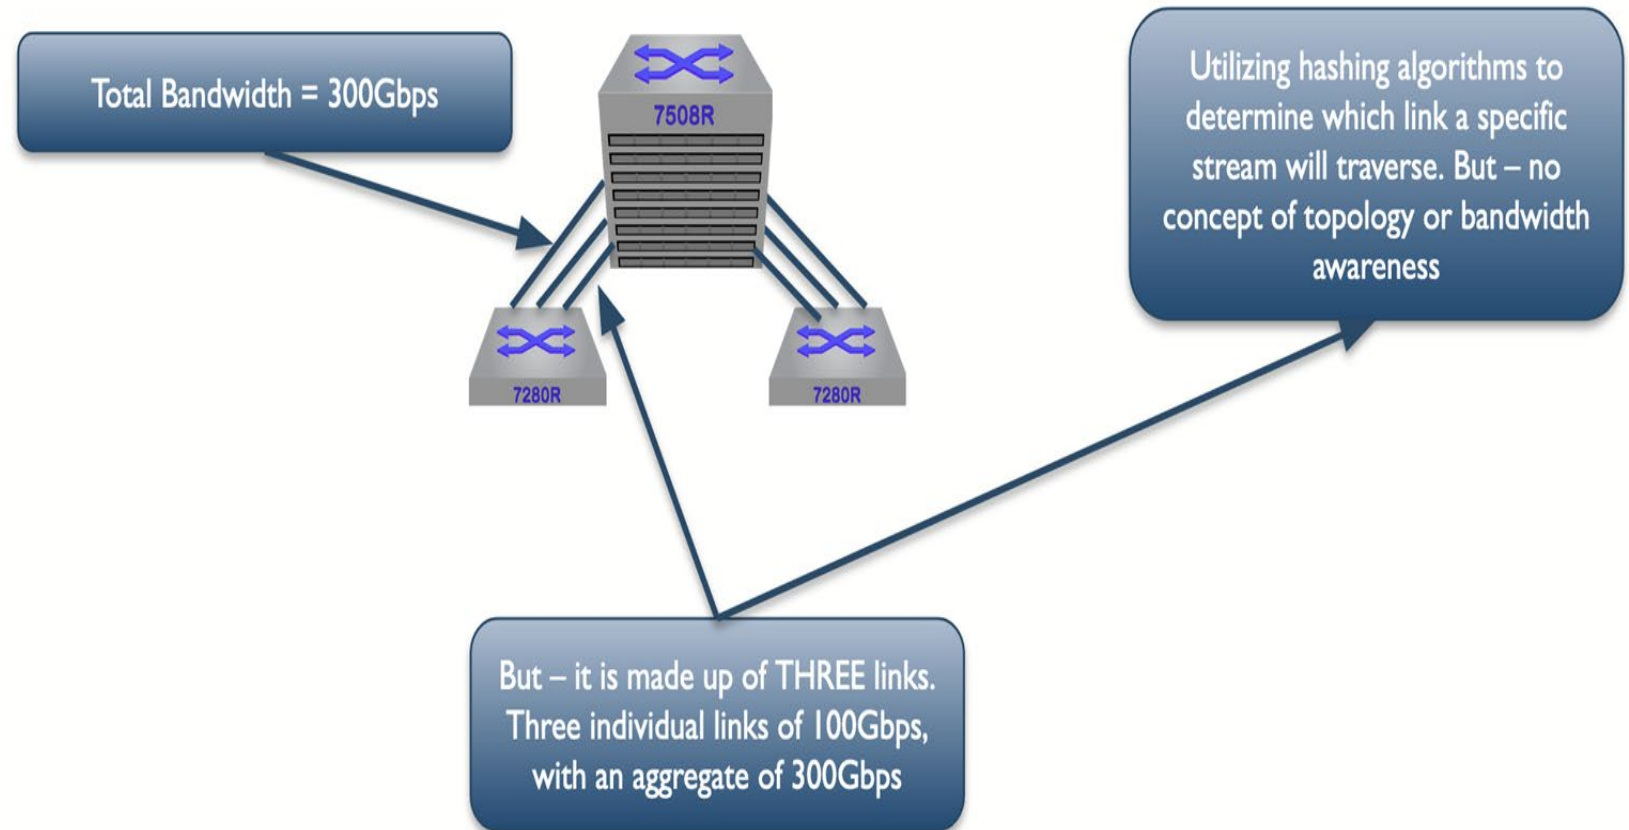 Total Bandwidth = 300Gbps
7508R
7280R
7280R
Utilizing hashing algorithms to
determine which link a specific
stream will traverse. But – no
concept of topology or bandwidth
awareness
But – it is made up of THREE links.
Three individual links of 100Gbps,
with an aggregate of 300Gbps